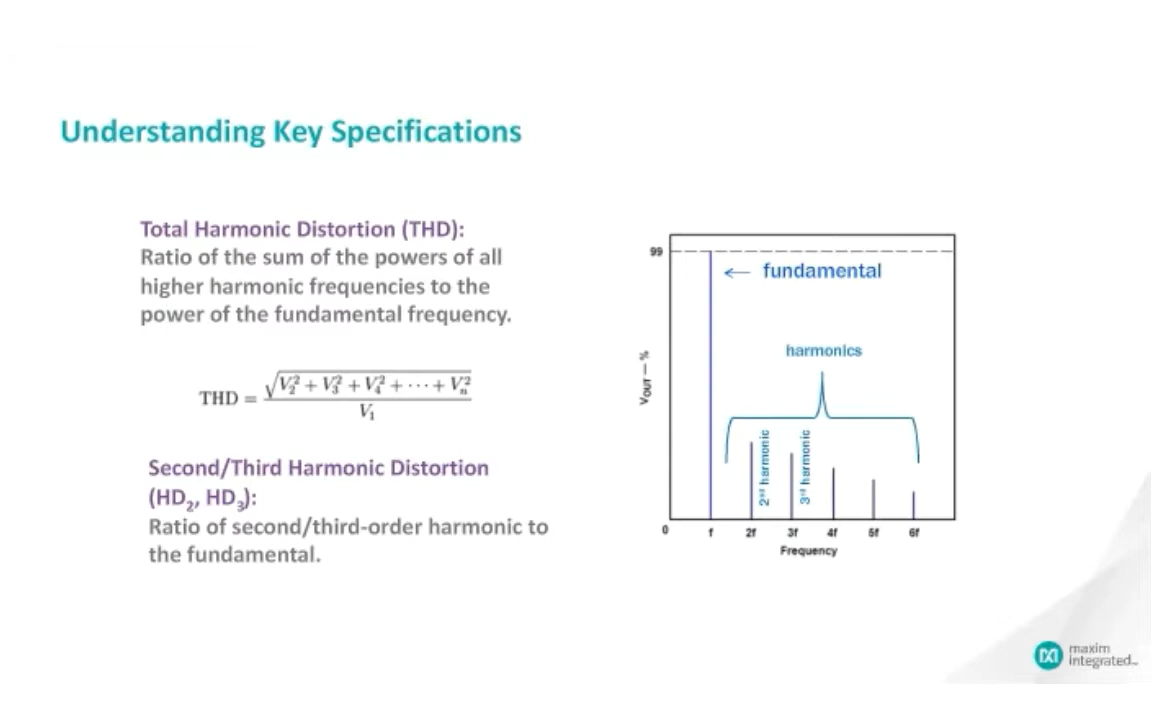 Understanding Key Specifications
Total Harmonic Distortion (THD):
Ratio of the sum of the powers of all
higher harmonic frequencies to the
power of the fundamental frequency.
THD = √(V₂² + V₃² + V₄² + ··· + Vₙ²) / V₁
Second/Third Harmonic Distortion
(HD₂, HD₃):
Ratio of second/third-order harmonic to
the fundamental.
99
← fundamental
harmonics
V_OUT – %
2ⁿᵈ harmonic
3ʳᵈ harmonic
0 f 2f 3f 4f 5f 6f
Frequency
maxim
integrated™